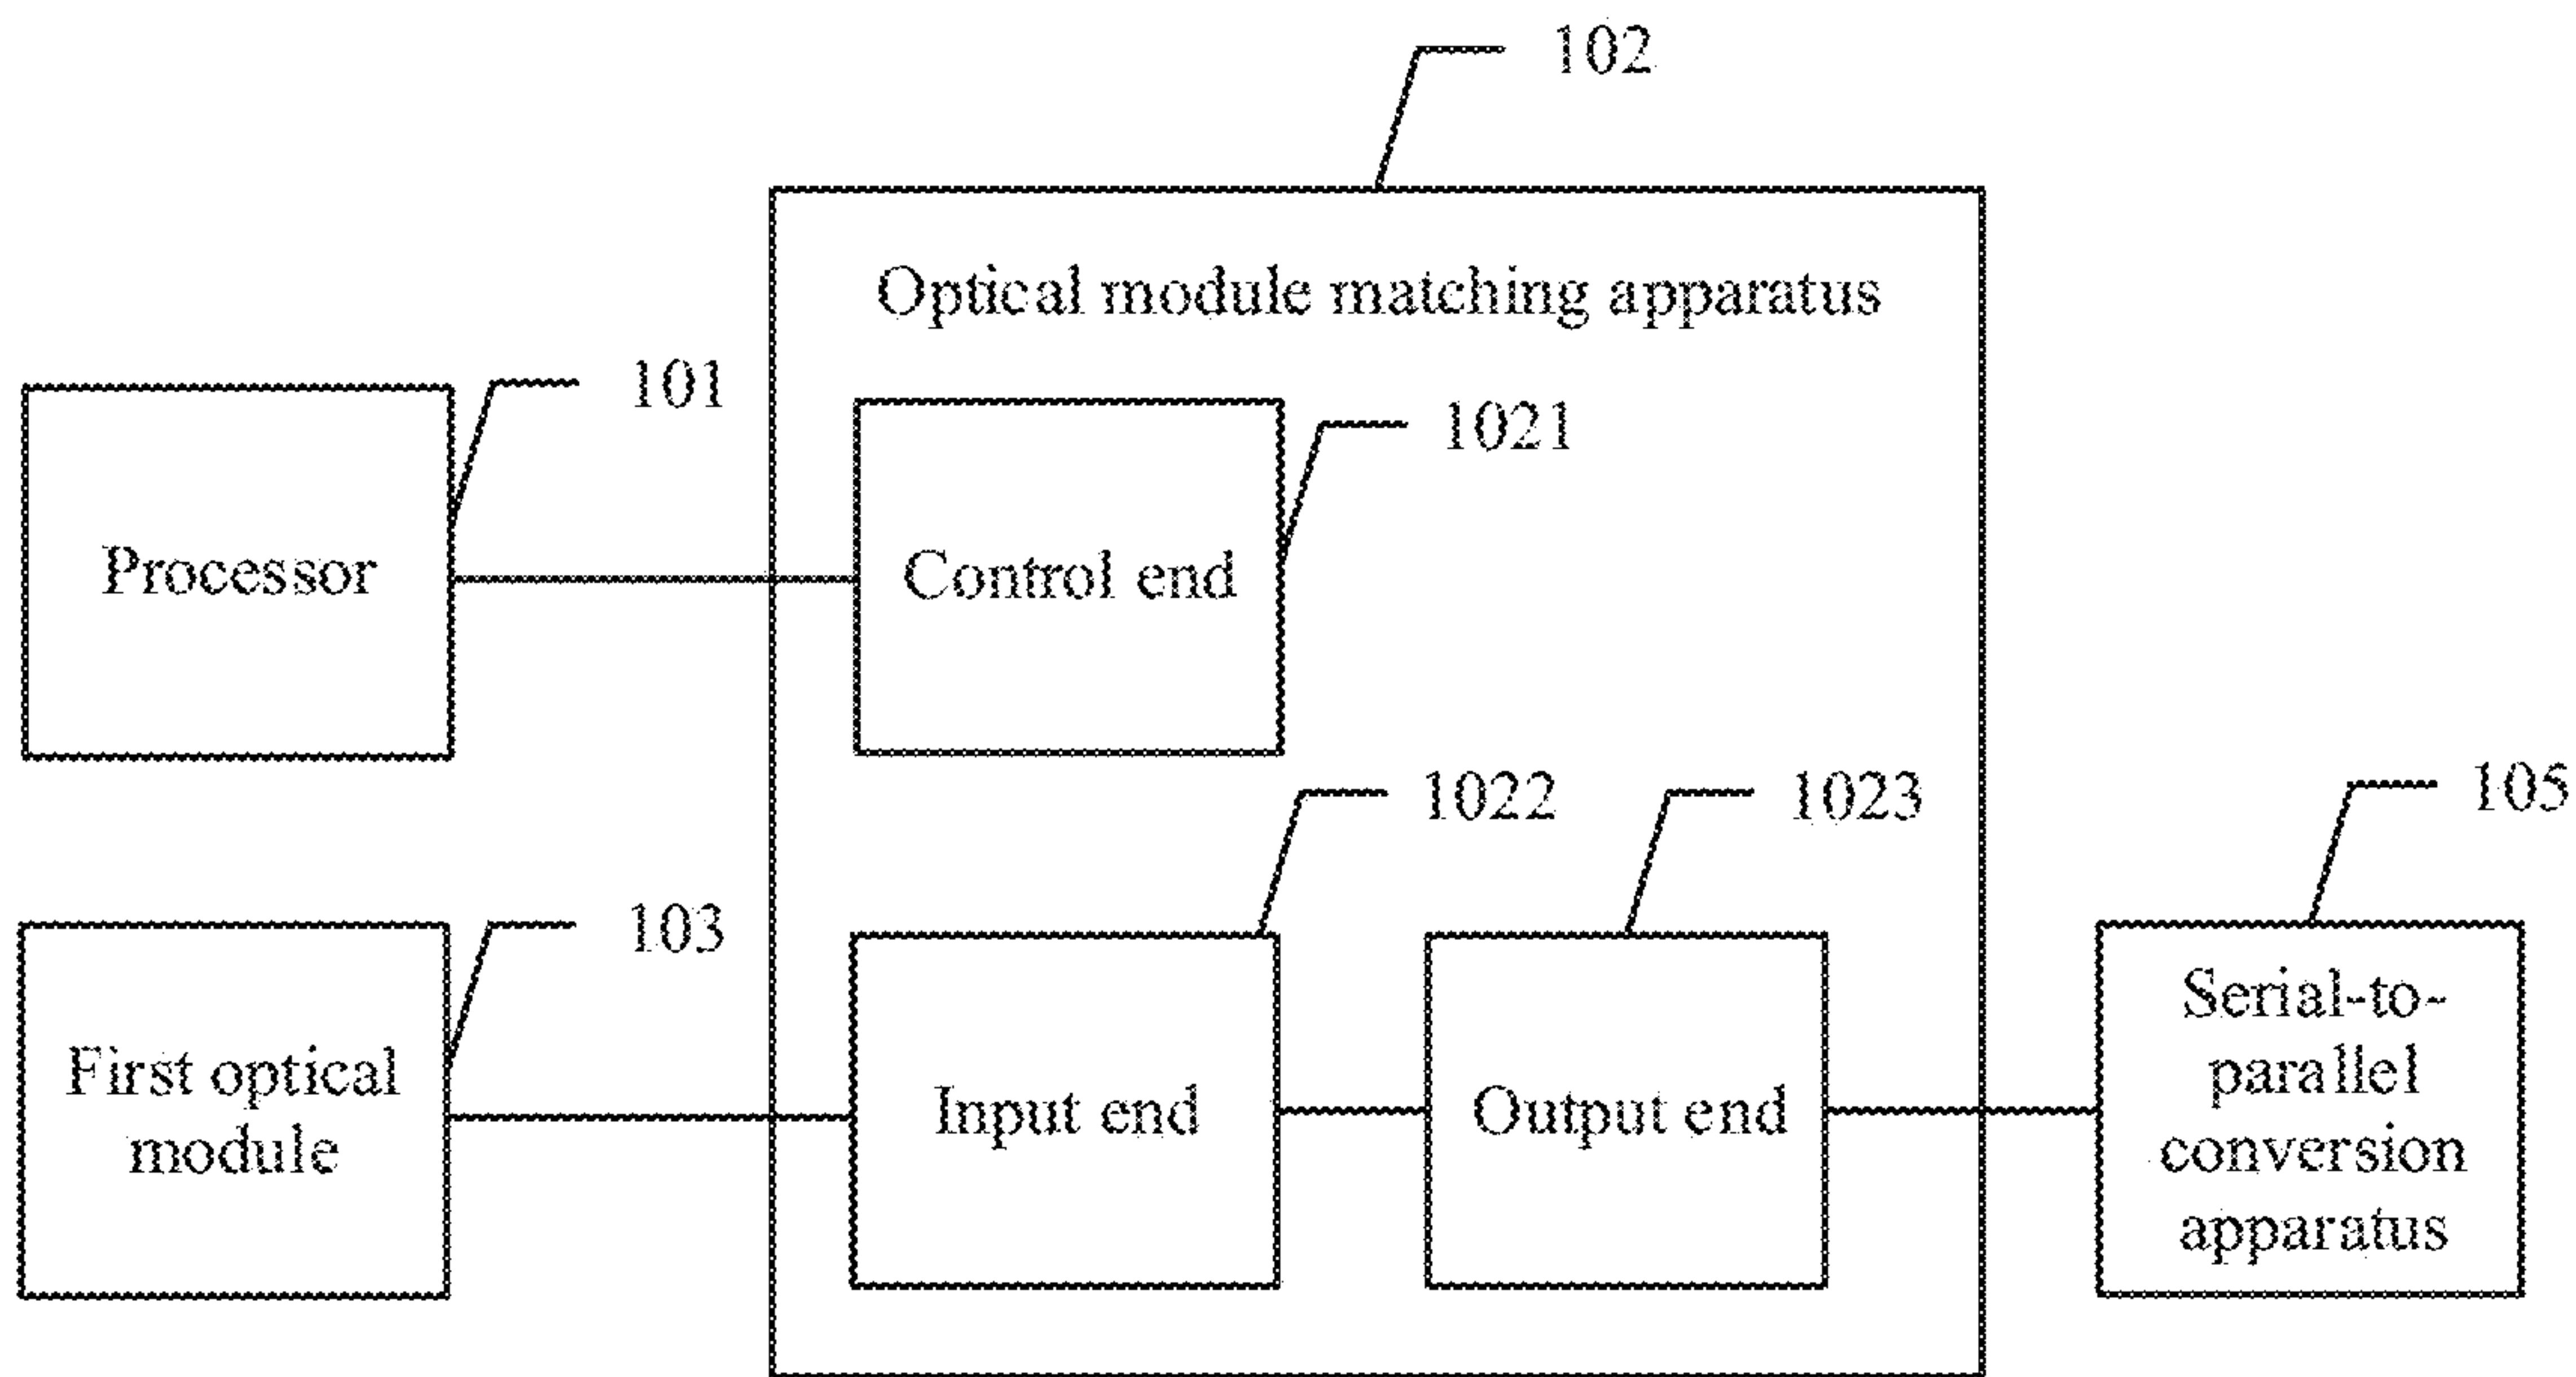 102
Optical module matching apparatus
101
1021
Processor
Control end
1022
1023
105
103
First optical
module
Input end
Output end
Serial-to-
parallel
conversion
apparatus